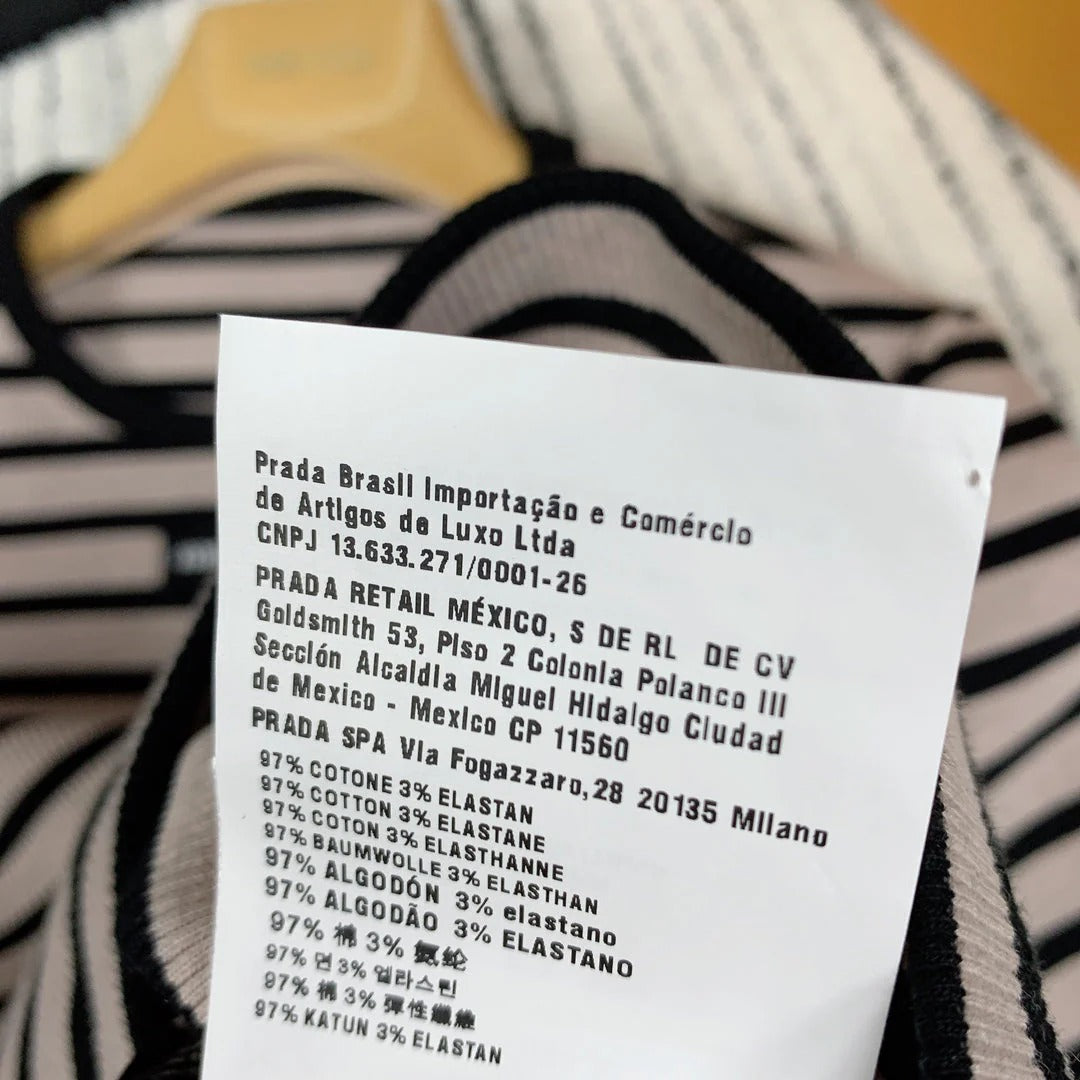 Prada Brasil Importação e Comércio
de Artigos de Luxo Ltda
CNPJ 13.633.271/0001-26
PRADA RETAIL MÉXICO, S DE RL DE CV
Goldsmith 53, Piso 2 Colonia Polanco III
Sección Alcaldia Miguel Hidalgo Ciudad
de Mexico - Mexico CP 11560
PRADA SPA Via Fogazzaro,28 20135 Milano
97% COTONE 3% ELASTAN
97% COTTON 3% ELASTANE
97% COTON 3% ELASTHANNE
97% BAUMWOLLE 3% ELASTHAN
97% ALGODÓN 3% elastano
97% ALGODÃO 3% ELASTANO
97% 棉 3% 氨纶
97% 면 3% 엘라스틴
97% 棉 3% 彈性纖維
97% KATUN 3% ELASTAN